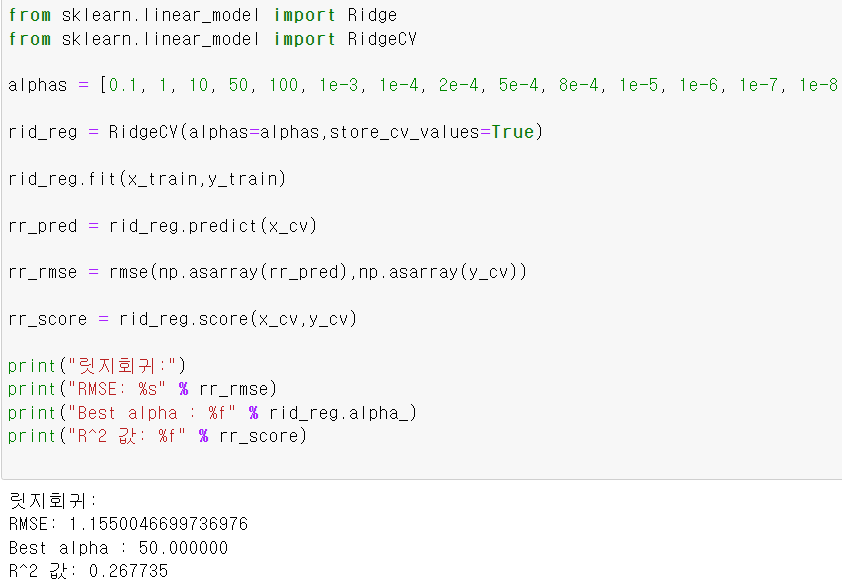 from sklearn.linear_model import Ridge
from sklearn.linear_model import RidgeCV
alphas = [0.1, 1, 10, 50, 100, 1e-3, 1e-4, 2e-4, 5e-4, 8e-4, 1e-5, 1e-6, 1e-7, 1e-8
rid_reg = RidgeCV(alphas=alphas,store_cv_values=True)
rid_reg.fit(x_train,y_train)
rr_pred = rid_reg.predict(x_cv)
rr_rmse = rmse(np.asarray(rr_pred),np.asarray(y_cv))
rr_score = rid_reg.score(x_cv,y_cv)
print("릿지회귀:")
print("RMSE: %s" % rr_rmse)
print("Best alpha : %f" % rid_reg.alpha_)
print("R^2 값: %f" % rr_score)
릿지회귀:
RMSE: 1.1550046699736976
Best alpha : 50.000000
R^2 값: 0.267735